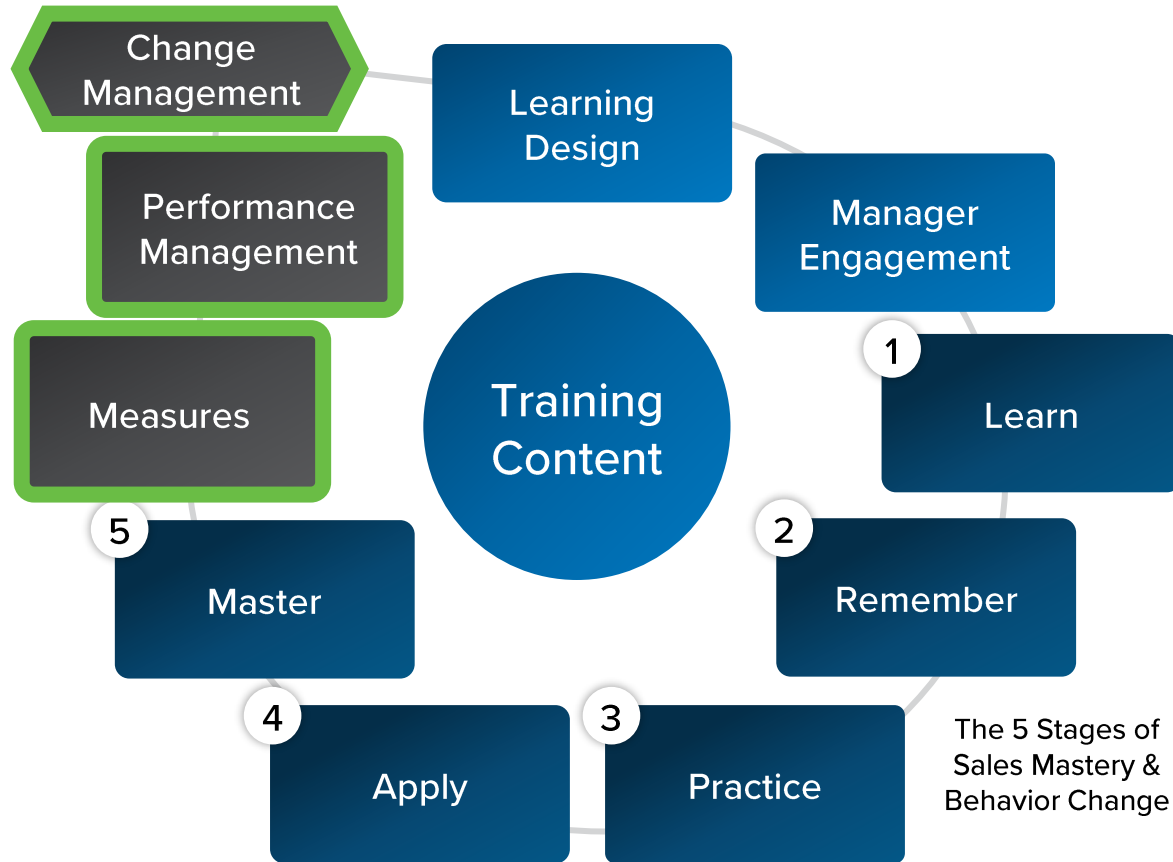 Change
Management
Learning
Design
Performance
Management
Manager
Engagement
Training
Content
1
Learn
2
Remember
3
Practice
4
Apply
5
Master
Measures
The 5 Stages of
Sales Mastery &
Behavior Change